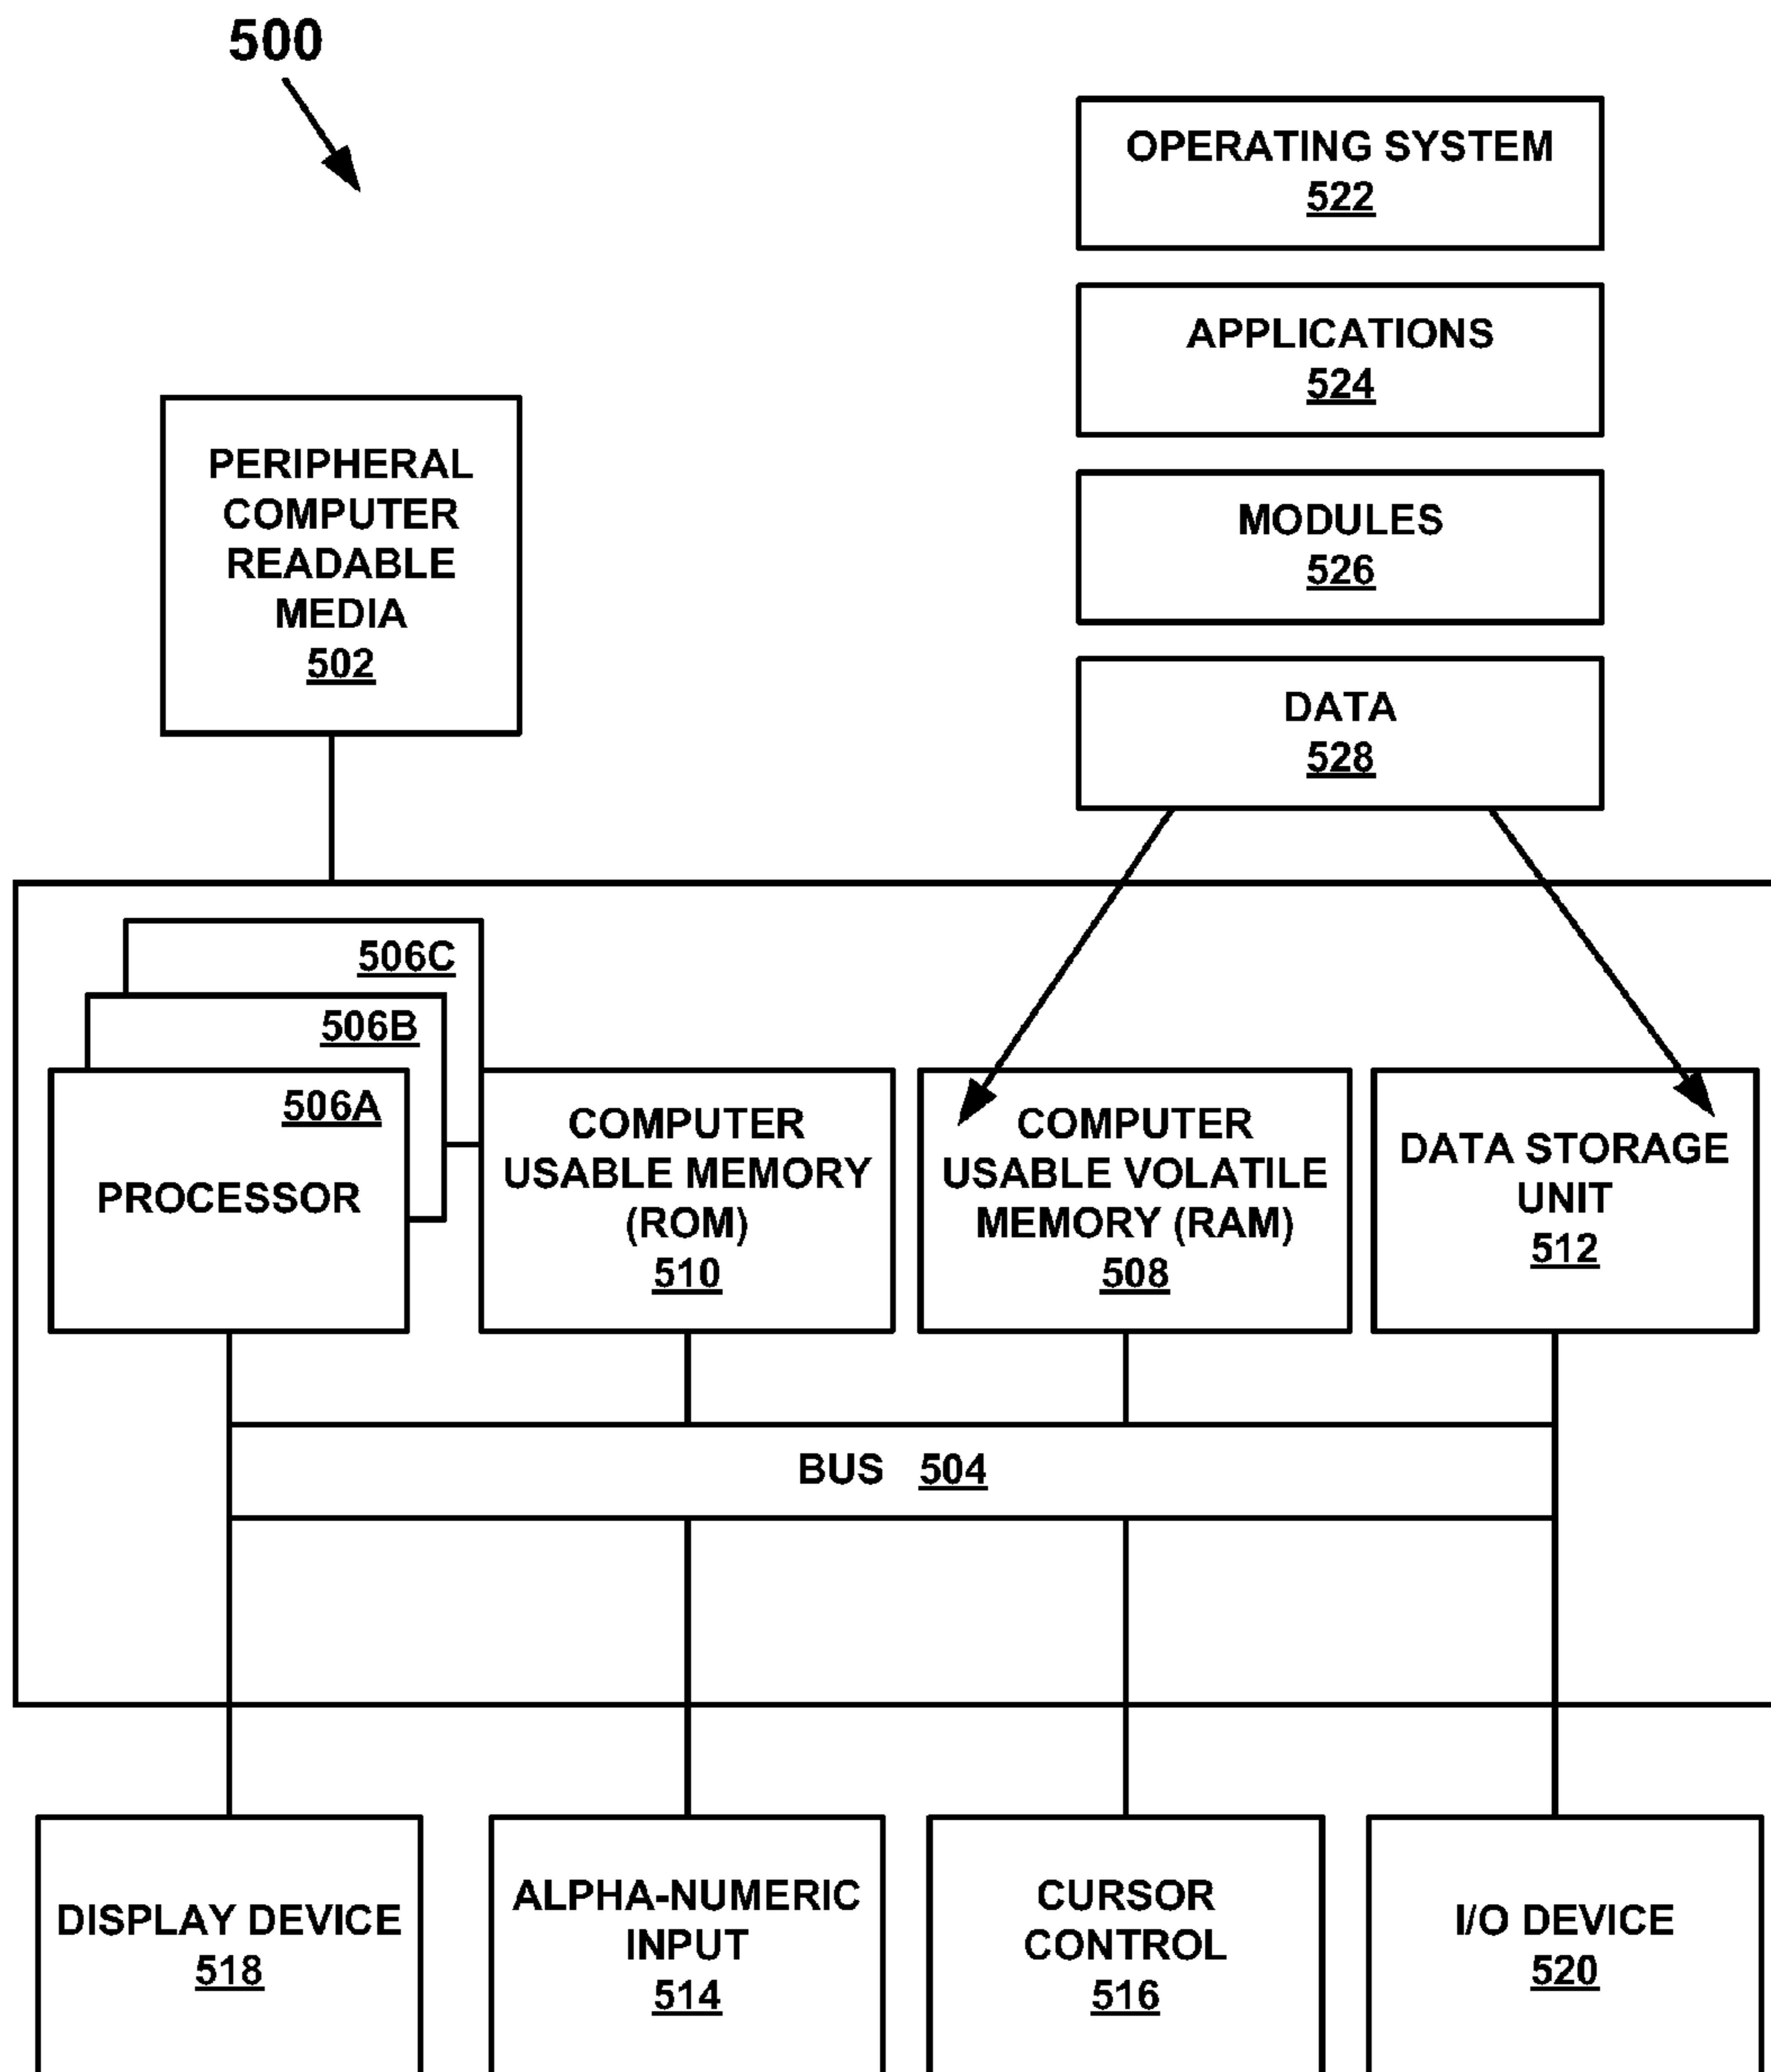 500
OPERATING SYSTEM
522
APPLICATIONS
524
MODULES
526
DATA
528
PERIPHERAL
COMPUTER
READABLE
MEDIA
502
506C
506B
506A
PROCESSOR
COMPUTER
USABLE MEMORY
(ROM)
510
COMPUTER
USABLE VOLATILE
MEMORY (RAM)
508
DATA STORAGE
UNIT
512
BUS 504
DISPLAY DEVICE
518
ALPHA-NUMERIC
INPUT
514
CURSOR
CONTROL
516
I/O DEVICE
520